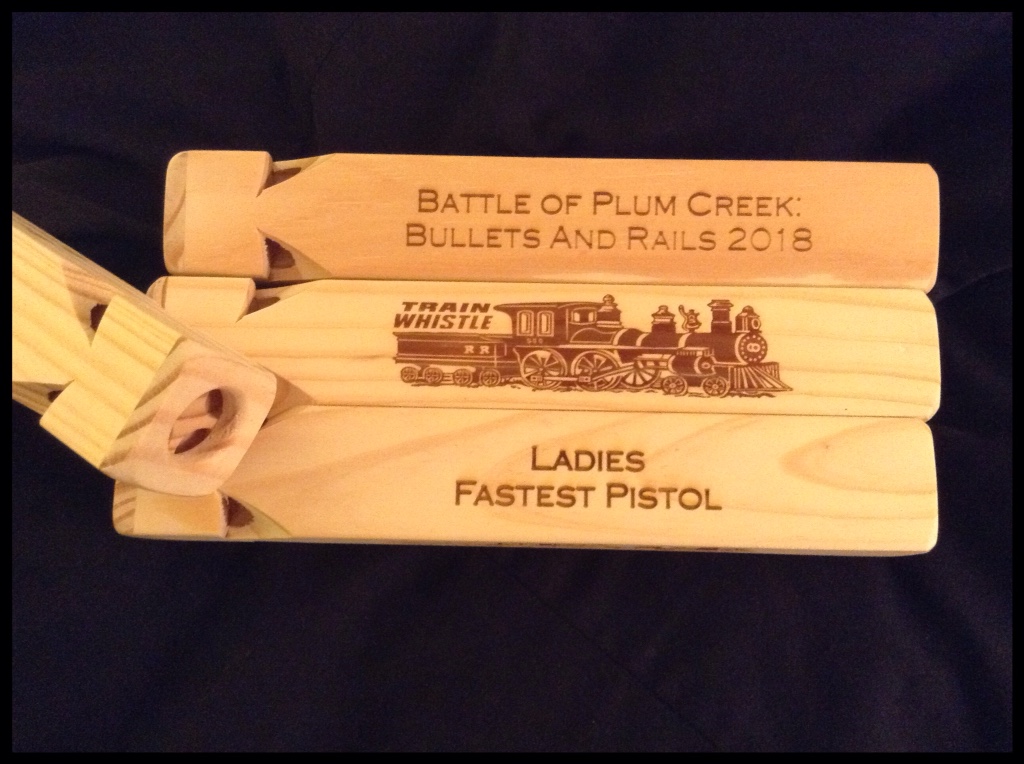 BATTLE OF PLUM CREEK:
BULLETS AND RAILS 2018
TRAIN
WHISTLE
R R
LADIES
FASTEST PISTOL